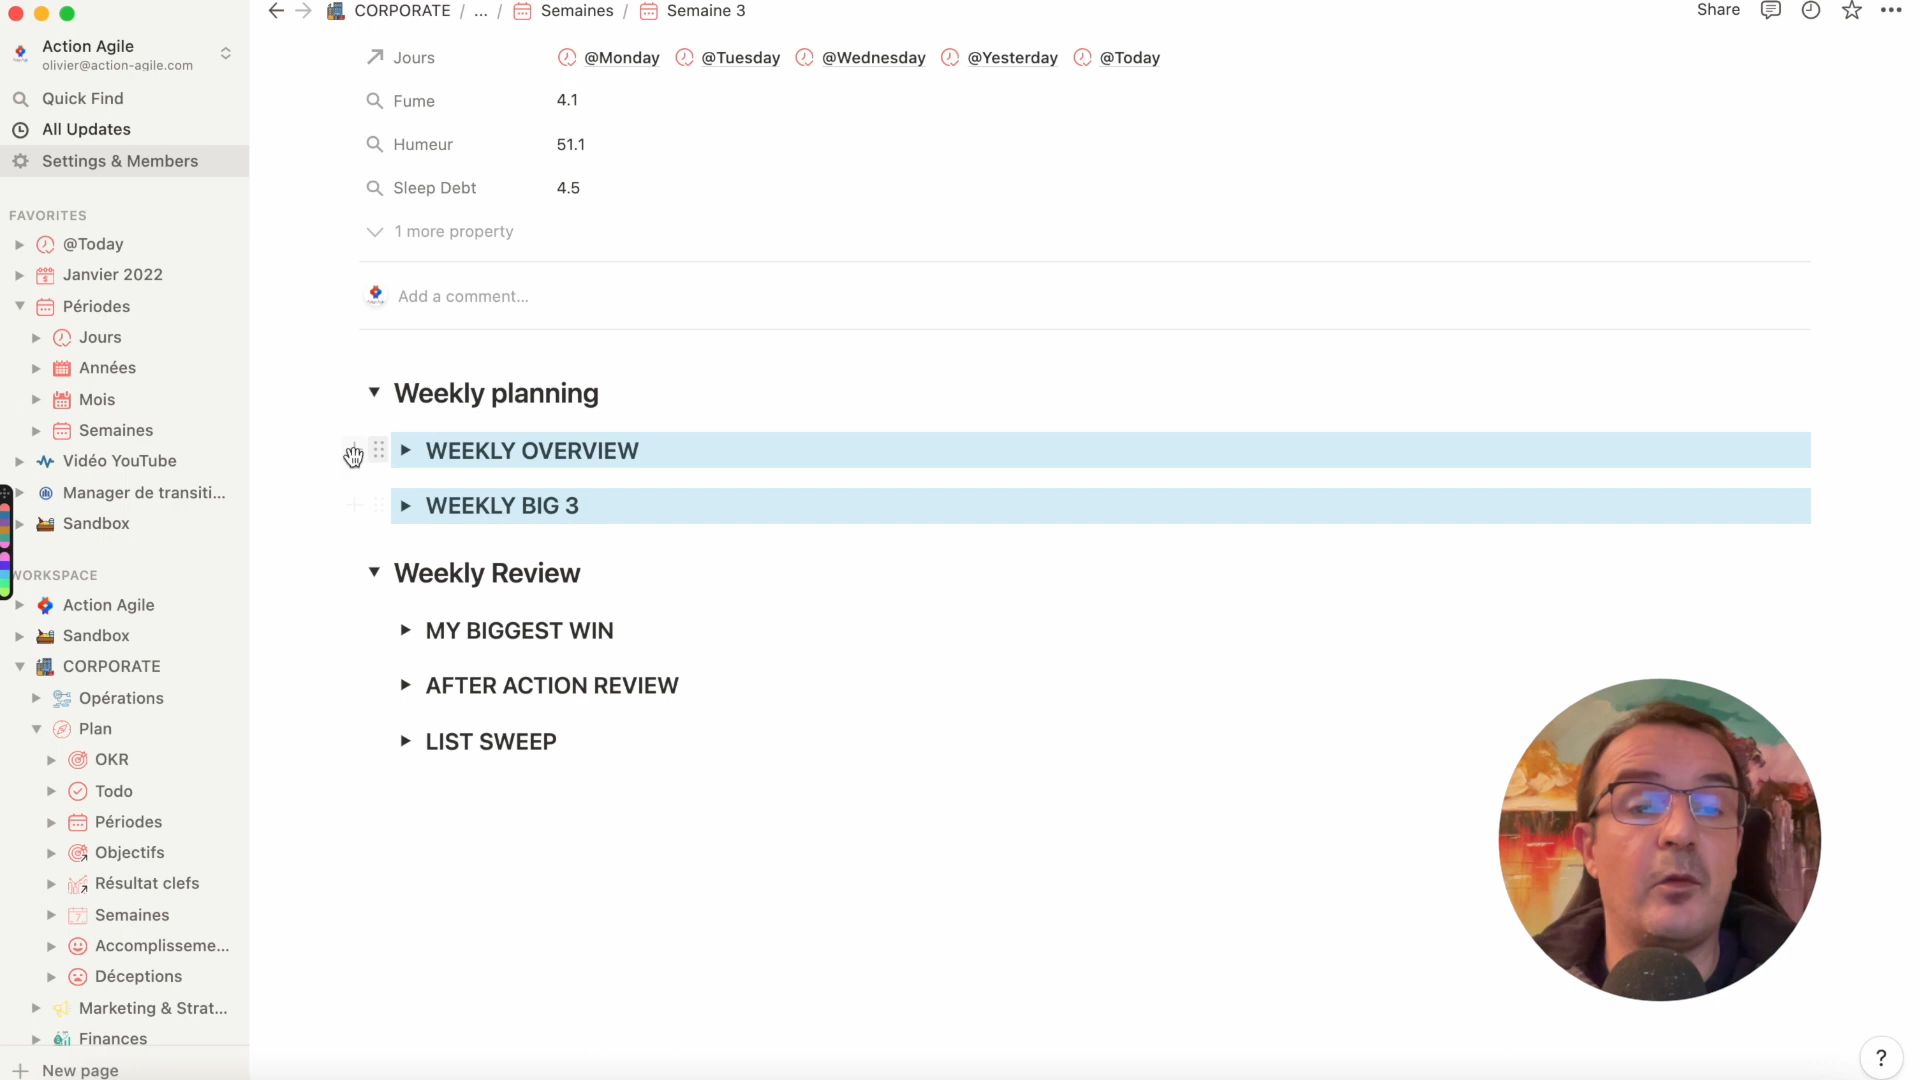 CORPORATE / ... / Semaines / Semaine 3
Share
Action Agile
olivier@action-agile.com
Quick Find
All Updates
Settings & Members
FAVORITES
@Today
Janvier 2022
Périodes
Jours
Années
Mois
Semaines
Vidéo YouTube
Manager de transiti...
Sandbox
WORKSPACE
Action Agile
Sandbox
CORPORATE
Opérations
Plan
OKR
Todo
Périodes
Objectifs
Résultat clefs
Semaines
Accomplisseme...
Déceptions
Marketing & Strat...
Finances
New page
Jours @Monday @Tuesday @Wednesday @Yesterday @Today
Fume 4.1
Humeur 51.1
Sleep Debt 4.5
1 more property
Add a comment...
Weekly planning
WEEKLY OVERVIEW
WEEKLY BIG 3
Weekly Review
MY BIGGEST WIN
AFTER ACTION REVIEW
LIST SWEEP
?